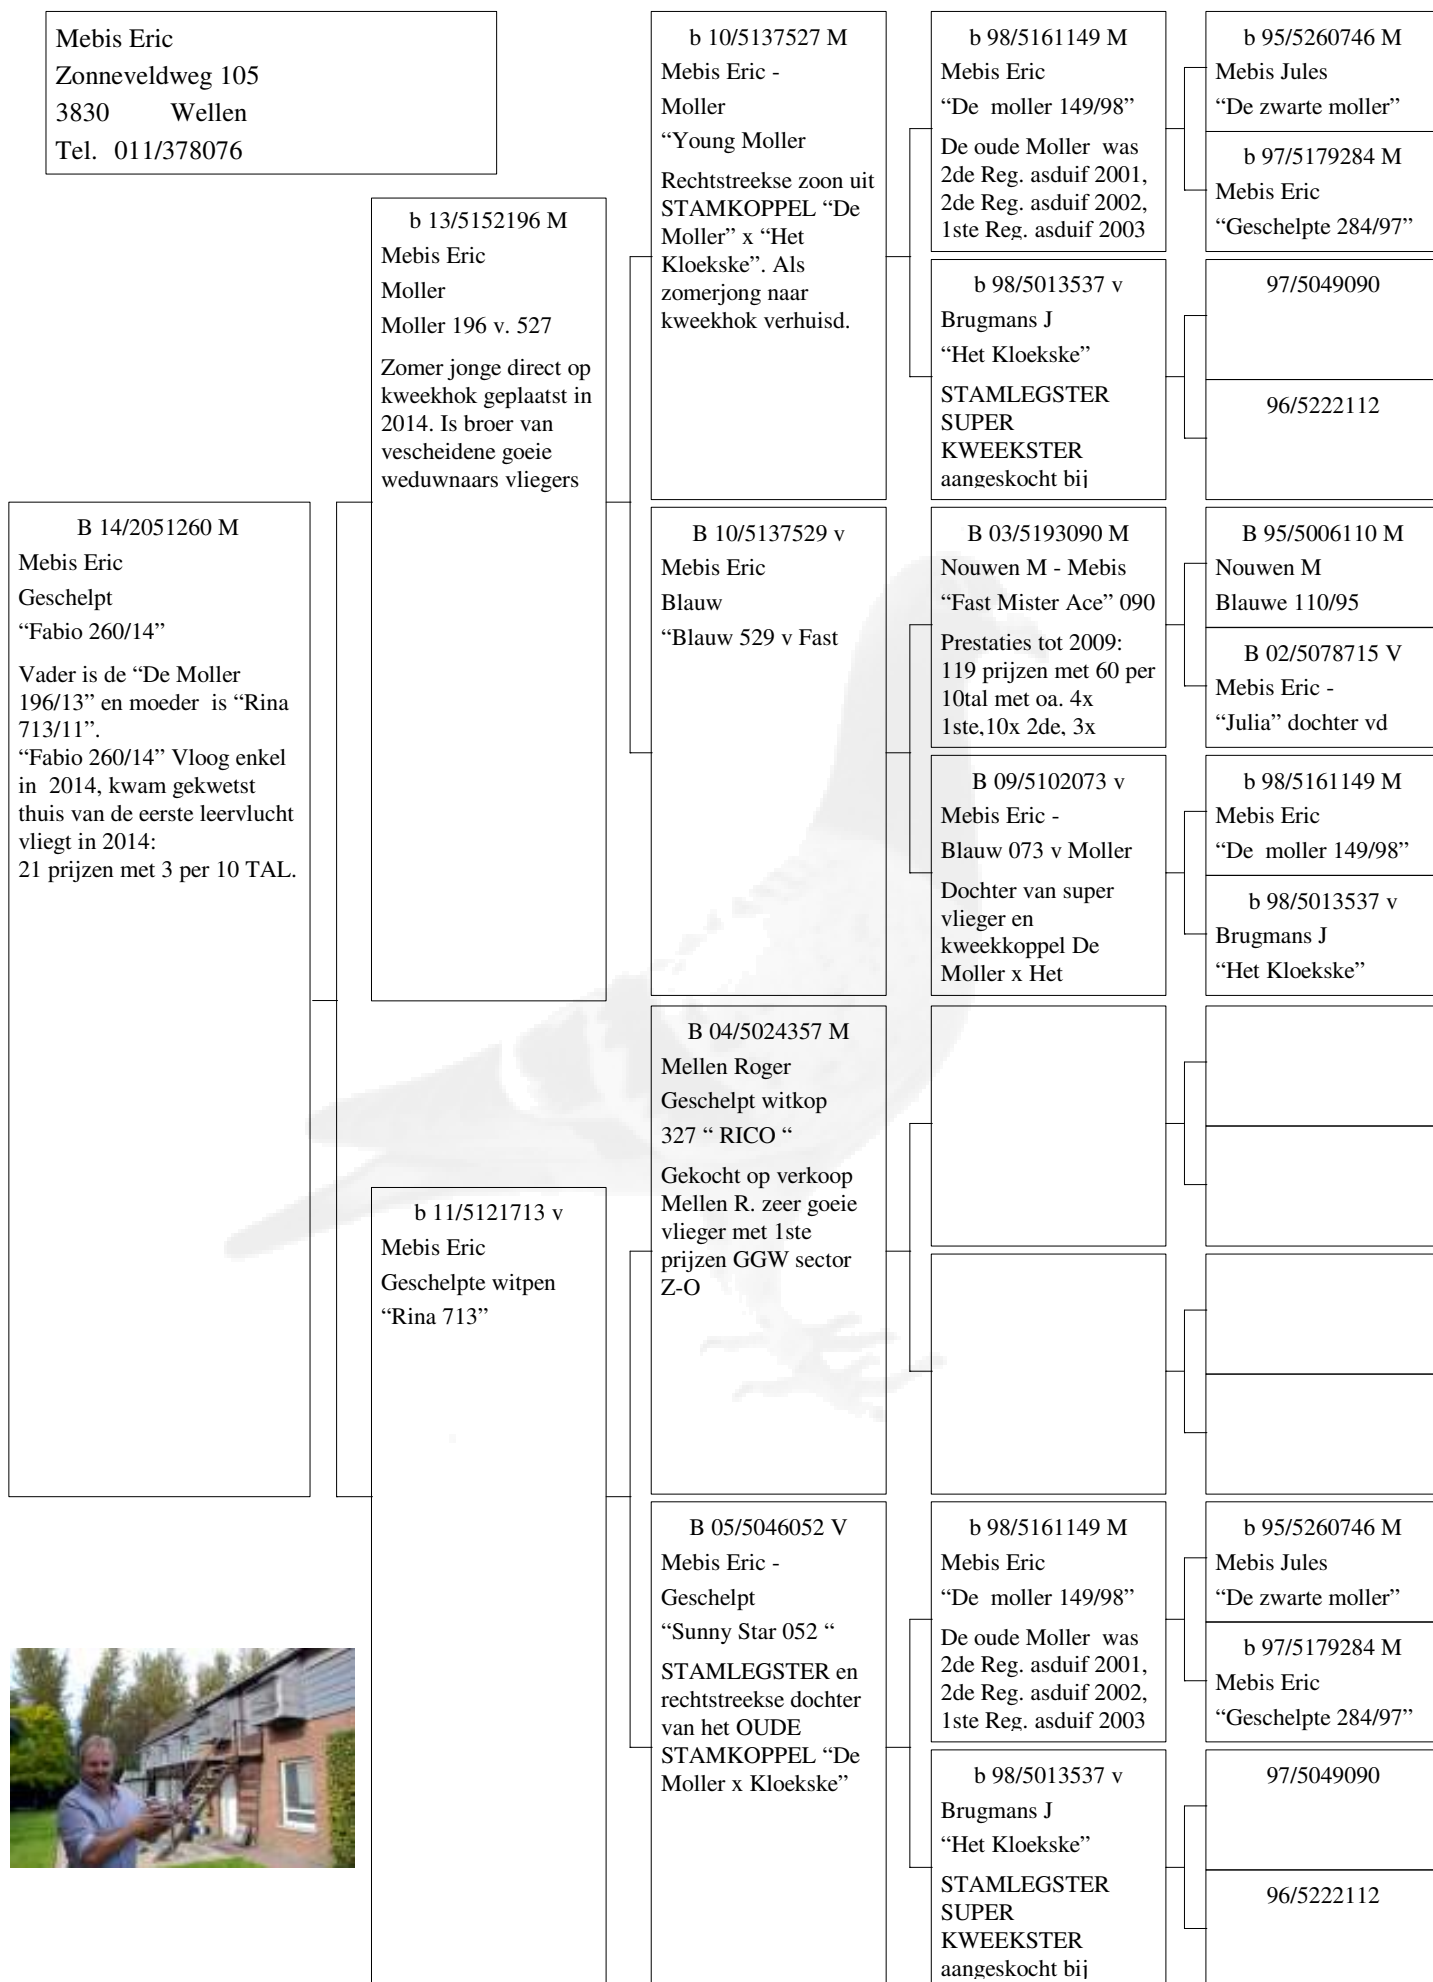 Mebis Eric
Zonneveldweg 105
3830 Wellen
Tel. 011/378076
B 14/2051260 M
Mebis Eric
Geschelpt
“Fabio 260/14”
Vader is de “De Moller
196/13” en moeder is “Rina
713/11”.
“Fabio 260/14” Vloog enkel
in 2014, kwam gekwetst
thuis van de eerste leervlucht
vliegt in 2014:
21 prijzen met 3 per 10 TAL.
b 13/5152196 M
Mebis Eric
Moller
Moller 196 v. 527
Zomer jonge direct op
kweekhok geplaatst in
2014. Is broer van
vescheidene goeie
weduwnaars vliegers
b 11/5121713 v
Mebis Eric
Geschelpte witpen
“Rina 713”
b 10/5137527 M
Mebis Eric -
Moller
“Young Moller
Rechtstreekse zoon uit
STAMKOPPEL “De
Moller” x “Het
Kloekske”. Als
zomerjong naar
kweekhok verhuisd.
B 10/5137529 v
Mebis Eric
Blauw
“Blauw 529 v Fast
B 04/5024357 M
Mellen Roger
Geschelpt witkop
327 “ RICO “
Gekocht op verkoop
Mellen R. zeer goeie
vlieger met 1ste
prijzen GGW sector
Z-O
B 05/5046052 V
Mebis Eric -
Geschelpt
“Sunny Star 052 “
STAMLEGSTER en
rechtstreekse dochter
van het OUDE
STAMKOPPEL “De
Moller x Kloekske”
b 98/5161149 M
Mebis Eric
“De moller 149/98”
De oude Moller was
2de Reg. asduif 2001,
2de Reg. asduif 2002,
1ste Reg. asduif 2003
b 98/5013537 v
Brugmans J
“Het Kloekske”
STAMLEGSTER
SUPER
KWEEKSTER
aangeskocht bij
B 03/5193090 M
Nouwen M - Mebis
“Fast Mister Ace” 090
Prestaties tot 2009:
119 prijzen met 60 per
10tal met oa. 4x
1ste,10x 2de, 3x
B 09/5102073 v
Mebis Eric -
Blauw 073 v Moller
Dochter van super
vlieger en
kweekkoppel De
Moller x Het
b 98/5161149 M
Mebis Eric
“De moller 149/98”
De oude Moller was
2de Reg. asduif 2001,
2de Reg. asduif 2002,
1ste Reg. asduif 2003
b 98/5013537 v
Brugmans J
“Het Kloekske”
STAMLEGSTER
SUPER
KWEEKSTER
aangeskocht bij
b 95/5260746 M
Mebis Jules
“De zwarte moller”
b 97/5179284 M
Mebis Eric
“Geschelpte 284/97”
97/5049090
96/5222112
B 95/5006110 M
Nouwen M
Blauwe 110/95
B 02/5078715 V
Mebis Eric -
“Julia” dochter vd
b 98/5161149 M
Mebis Eric
“De moller 149/98”
b 98/5013537 v
Brugmans J
“Het Kloekske”
b 95/5260746 M
Mebis Jules
“De zwarte moller”
b 97/5179284 M
Mebis Eric
“Geschelpte 284/97”
97/5049090
96/5222112